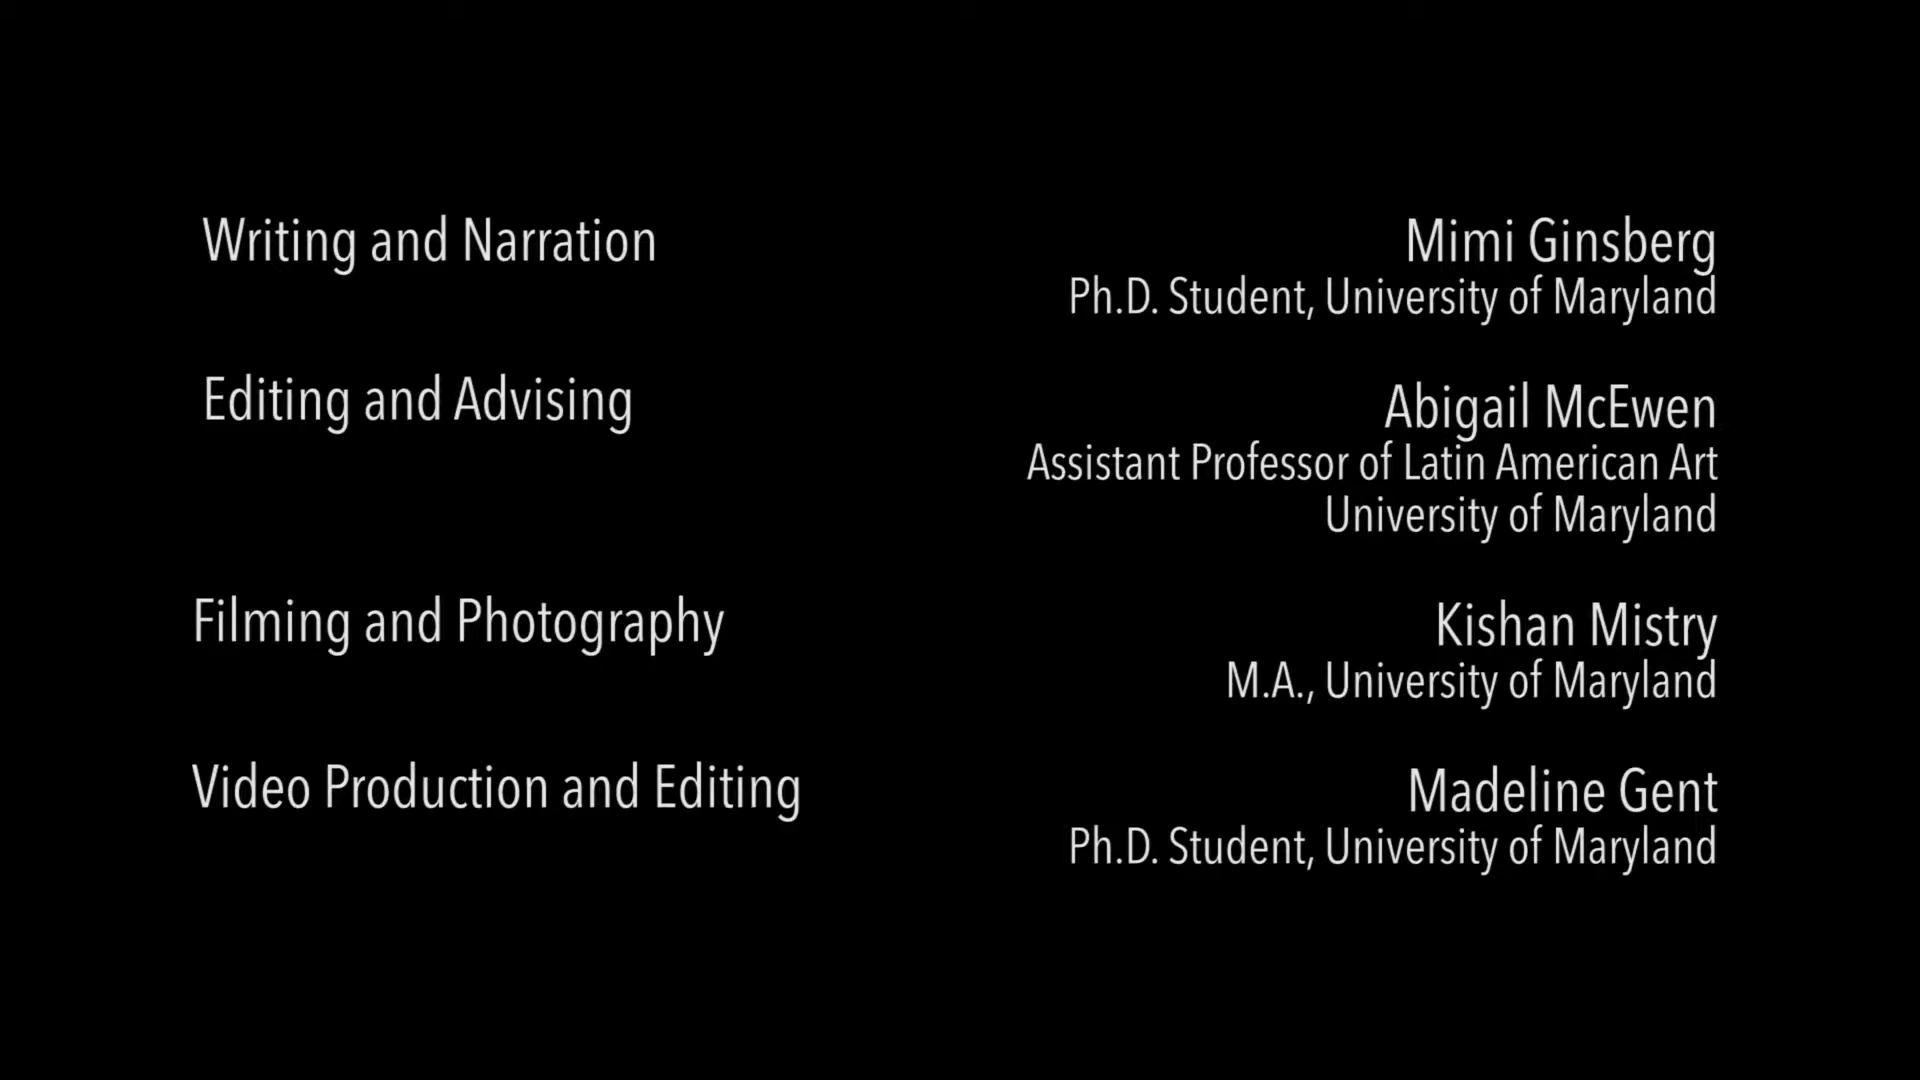 Writing and Narration
Mimi Ginsberg
Ph.D. Student, University of Maryland
Editing and Advising
Abigail McEwen
Assistant Professor of Latin American Art
University of Maryland
Filming and Photography
Kishan Mistry
M.A., University of Maryland
Video Production and Editing
Madeline Gent
Ph.D. Student, University of Maryland